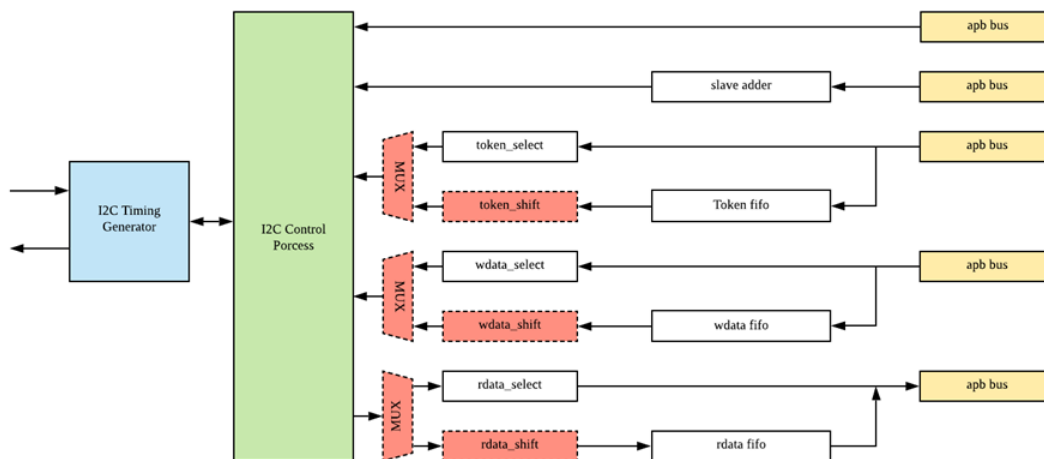 apb bus
slave adder
apb bus
token_select
apb bus
MUX
token_shift
Token fifo
I2C Timing
Generator
I2C Control
Porcess
wdata_select
apb bus
MUX
wdata_shift
wdata fifo
rdata_select
apb bus
MUX
rdata_shift
rdata fifo